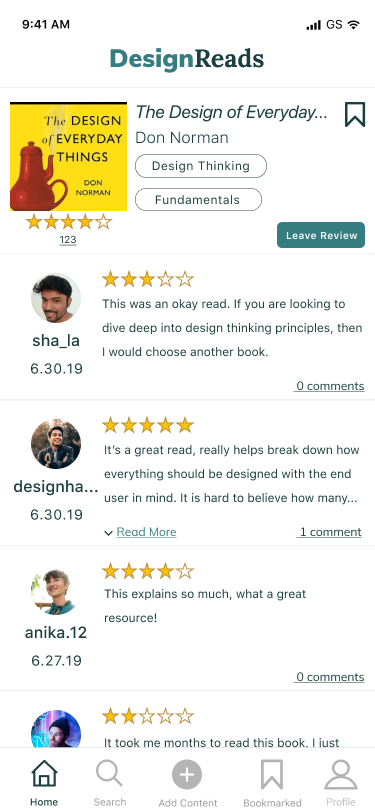 9:41 AM
GS
DesignReads
The DESIGN
of EVERYDAY
THINGS
DON
NORMAN
The Design of Everyday...
Don Norman
Design Thinking
Fundamentals
123
Leave Review
This was an okay read. If you are looking to
dive deep into design thinking principles, then
I would choose another book.
sha_la
6.30.19
0 comments
It's a great read, really helps break down how
everything should be designed with the end
user in mind. It is hard to believe how many...
designha...
6.30.19
Read More
1 comment
This explains so much, what a great
resource!
anika.12
6.27.19
0 comments
It took me months to read this book. I just
Home
Search
Add Content
Bookmarked
Profile